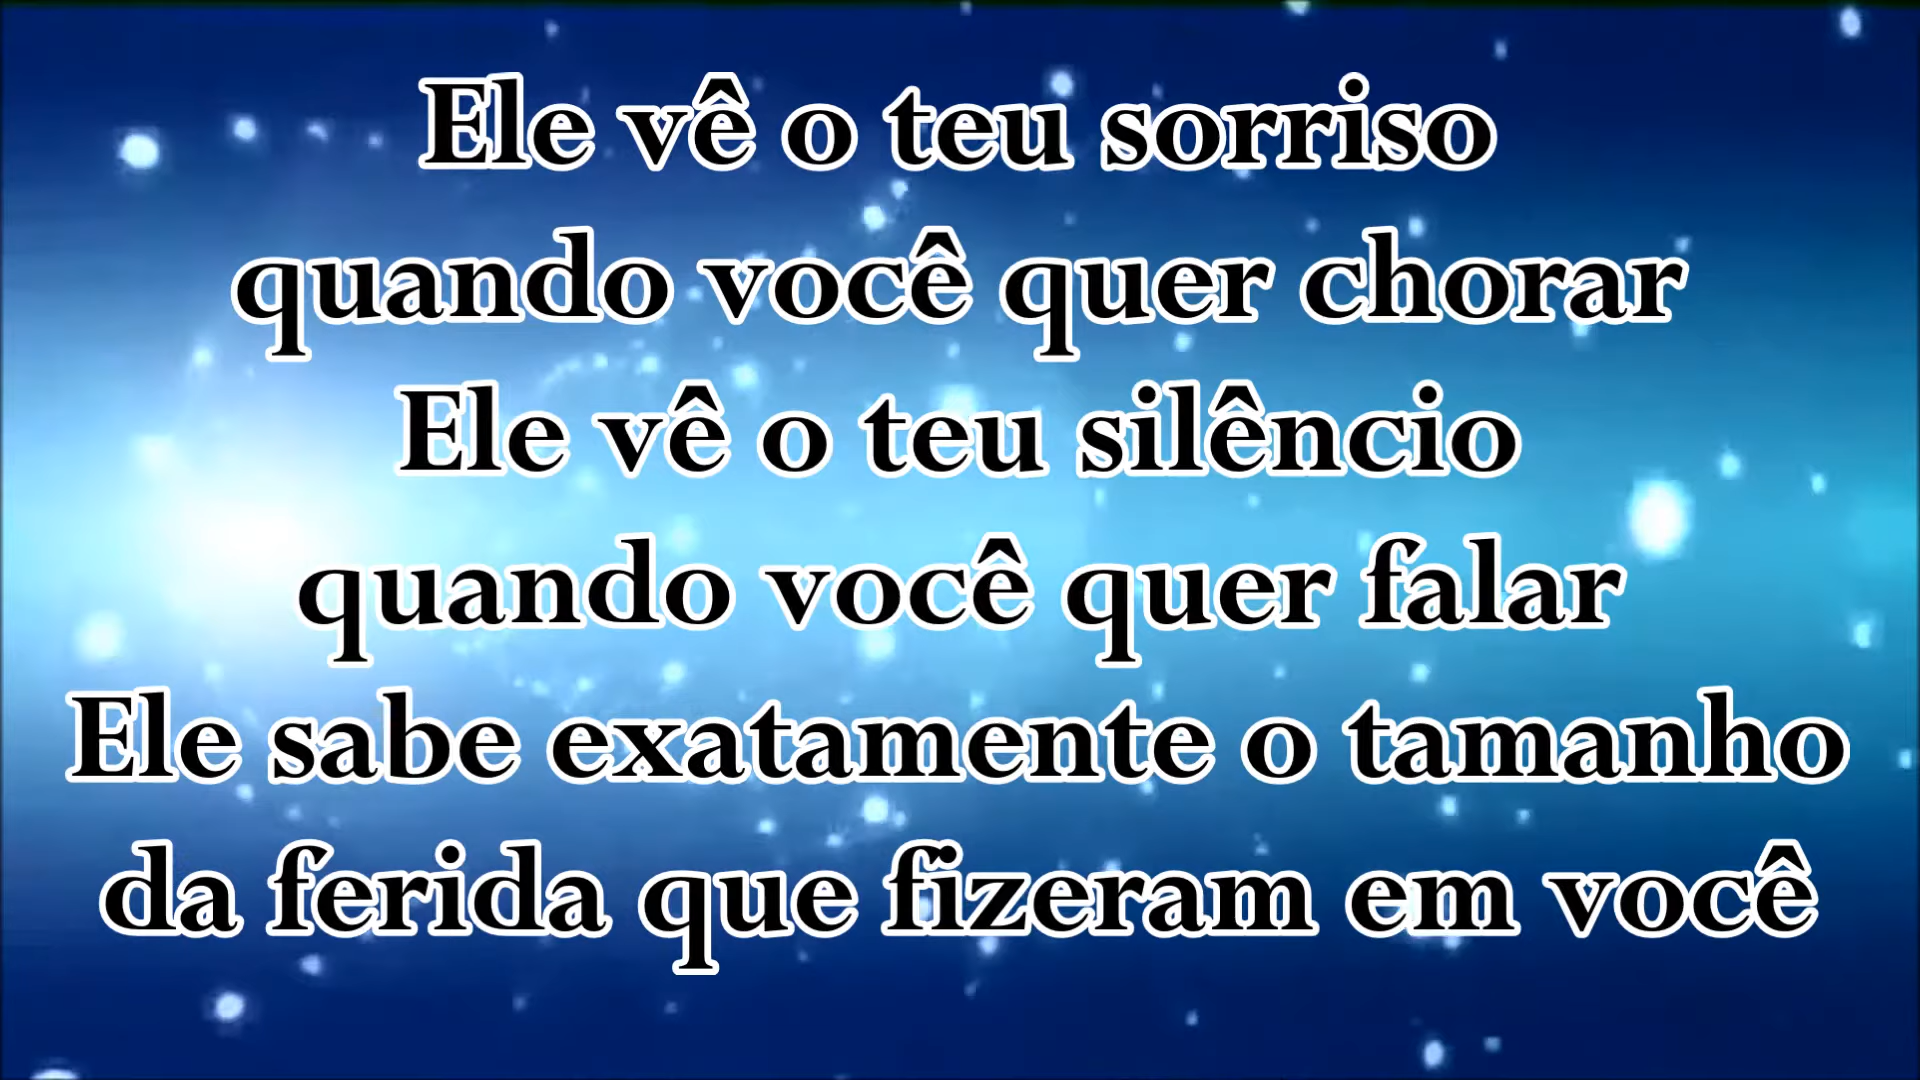 Ele vê o teu sorriso
quando você quer chorar
Ele vê o teu silêncio
quando você quer falar
Ele sabe exatamente o tamanho
da ferida que fizeram em você